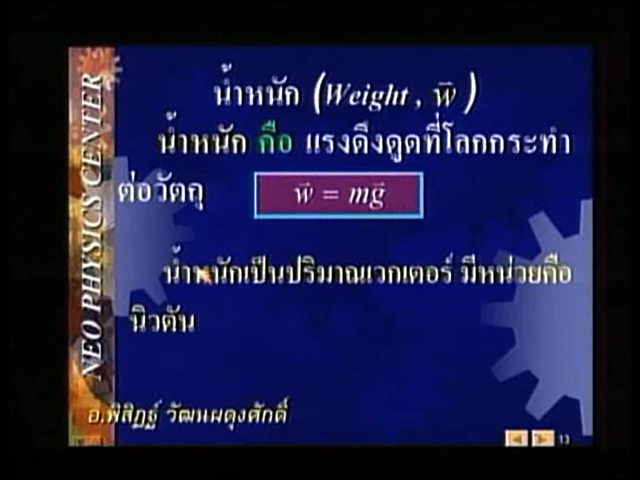 น้ำหนัก (Weight , w⃗ )
น้ำหนัก คือ แรงดึงดูดที่โลกกระทำ
ต่อวัตถุ
w⃗ = mg⃗
น้ำหนักเป็นปริมาณเวกเตอร์ มีหน่วยคือ
นิวตัน
NEO PHYSICS CENTER
อ.พิสิฏฐ์ วัฒนผดุงศักดิ์
13